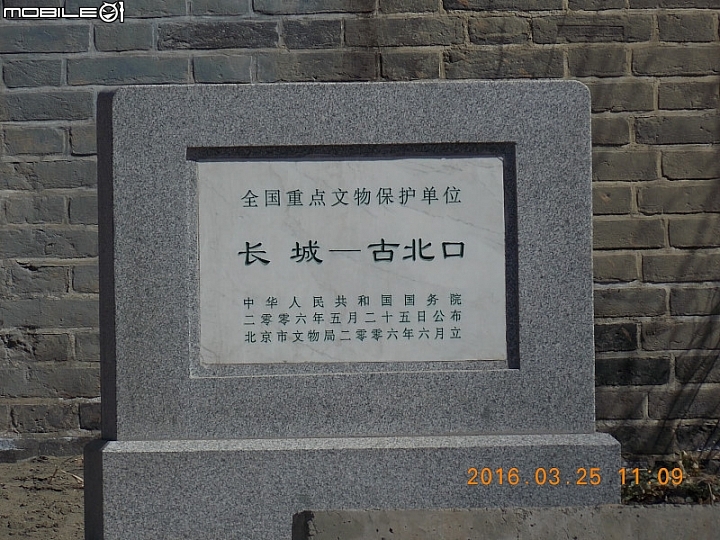 mOBILE01
全国重点文物保护单位
长 城—古北口
中华人民共和国国务院
二零零六年五月二十五日公布
北京市文物局二零零六年六月立
2016.03.25 11:09